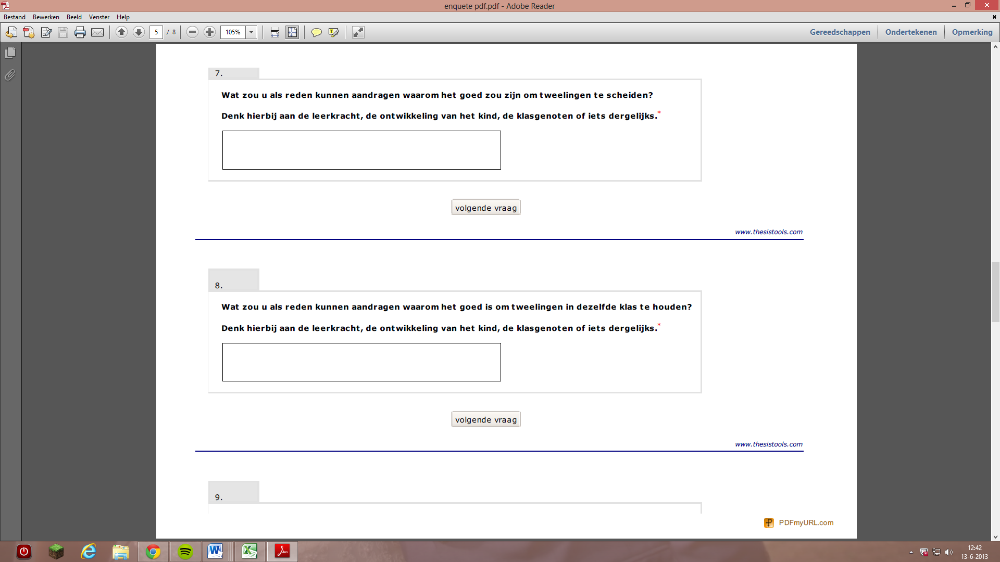 enquete pdf.pdf - Adobe Reader
Bestand Bewerken Beeld Venster Help
5 / 8 105% Gereedschappen Ondertekenen Opmerking
7.
Wat zou u als reden kunnen aandragen waarom het goed zou zijn om tweelingen te scheiden?
Denk hierbij aan de leerkracht, de ontwikkeling van het kind, de klasgenoten of iets dergelijks.*
volgende vraag
www.thesistools.com
8.
Wat zou u als reden kunnen aandragen waarom het goed is om tweelingen in dezelfde klas te houden?
Denk hierbij aan de leerkracht, de ontwikkeling van het kind, de klasgenoten of iets dergelijks.*
volgende vraag
www.thesistools.com
9.
PDFmyURL.com
12:42
13-6-2013